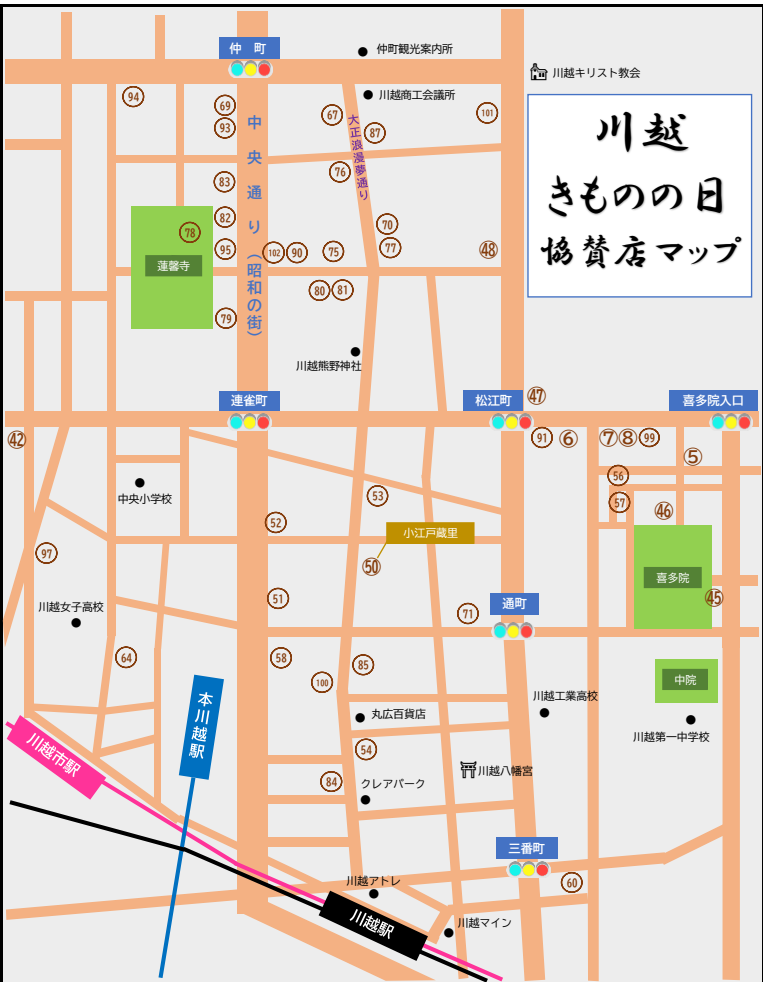 仲 町
仲町観光案内所
川越キリスト教会
94
69
93
川越商工会議所
67
87
101
大正浪漫夢通り
中央通り(昭和の街)
川越
きものの日
協賛店マップ
83
76
82
78
95
蓮馨寺
102
90
75
70
77
48
80
81
79
川越熊野神社
連雀町
松江町
47
喜多院入口
42
91
6
7
8
99
5
56
57
46
中央小学校
53
52
小江戸蔵里
50
97
喜多院
45
川越女子高校
51
71
通町
64
58
85
100
中院
本川越駅
丸広百貨店
川越工業高校
川越第一中学校
54
川越市駅
84
クレアパーク
川越八幡宮
三番町
60
川越アトレ
川越駅
川越マイン